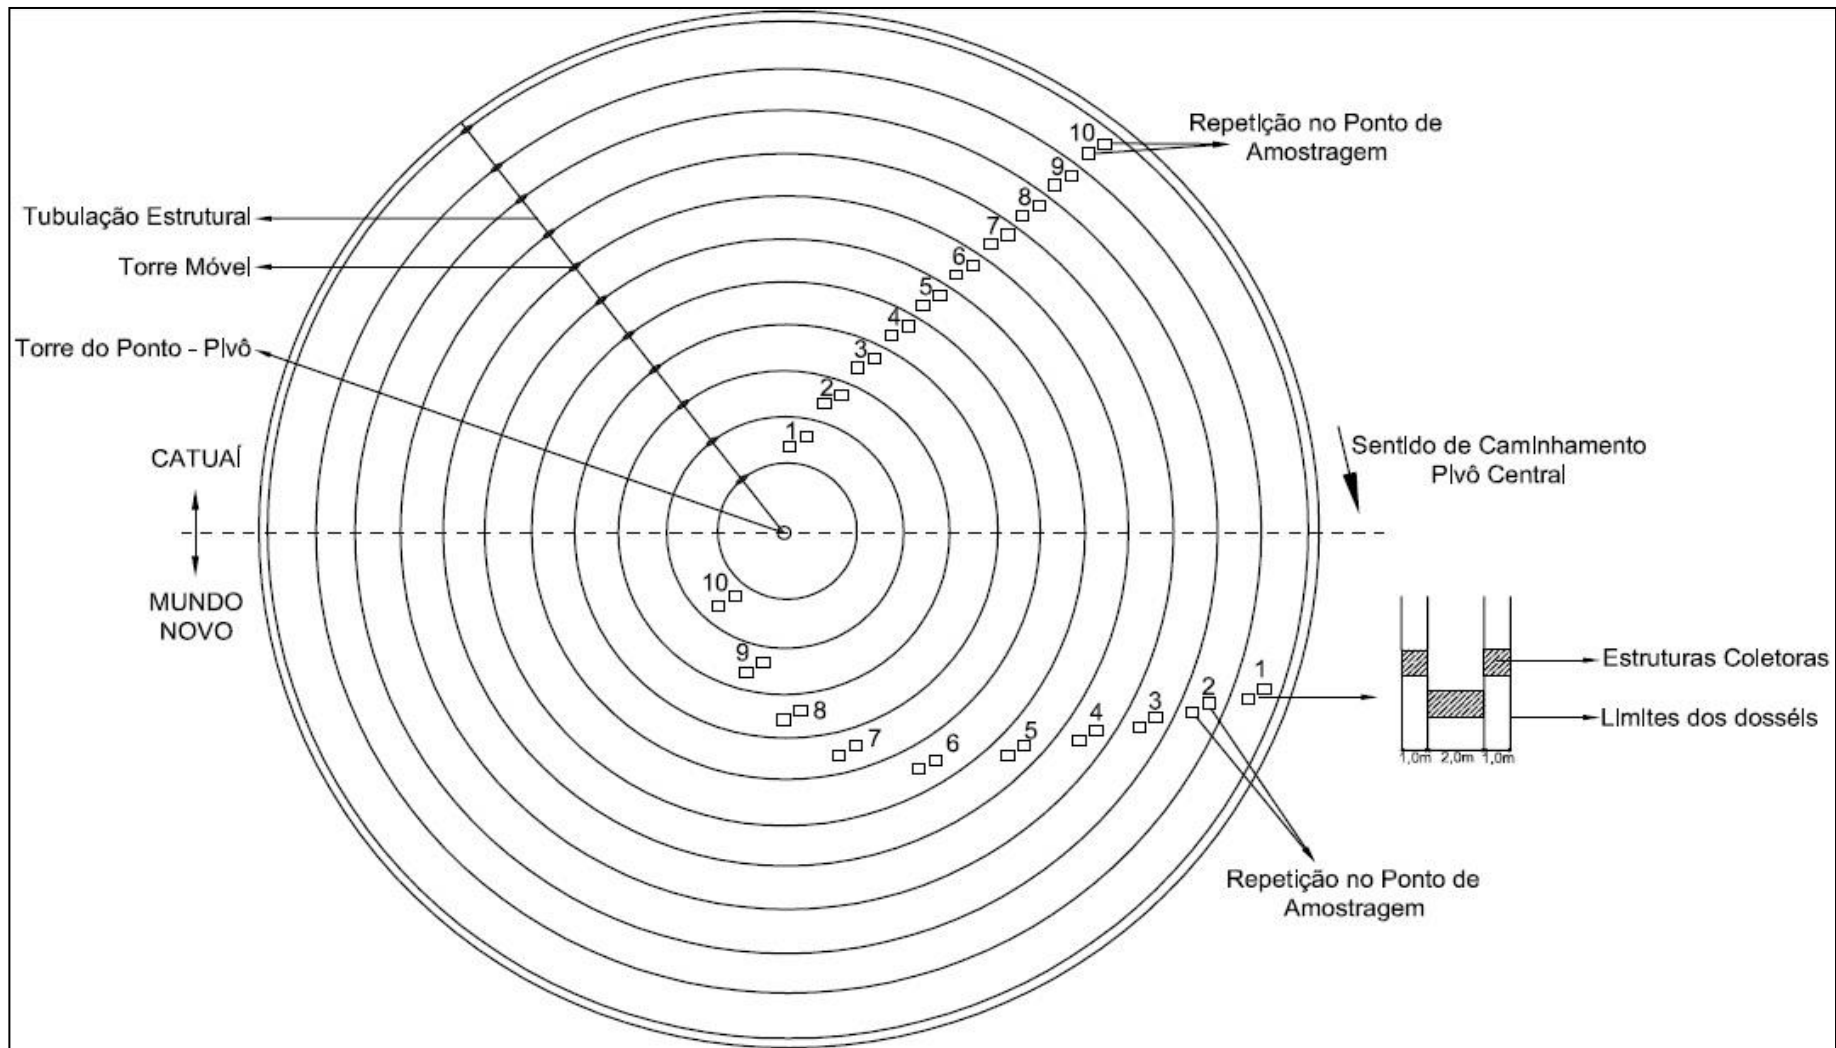 Repetição no Ponto de
Amostragem
10
9
8
7
6
5
4
3
2
1
Tubulação Estrutural
Torre Móvel
Torre do Ponto - Pivô
CATUAÍ
MUNDO
NOVO
Sentido de Caminhamento
Pivô Central
10
9
8
7
6
5
4
3
2
1
Estruturas Coletoras
Limites dos dosséis
1,0m 2,0m 1,0m
Repetição no Ponto de
Amostragem